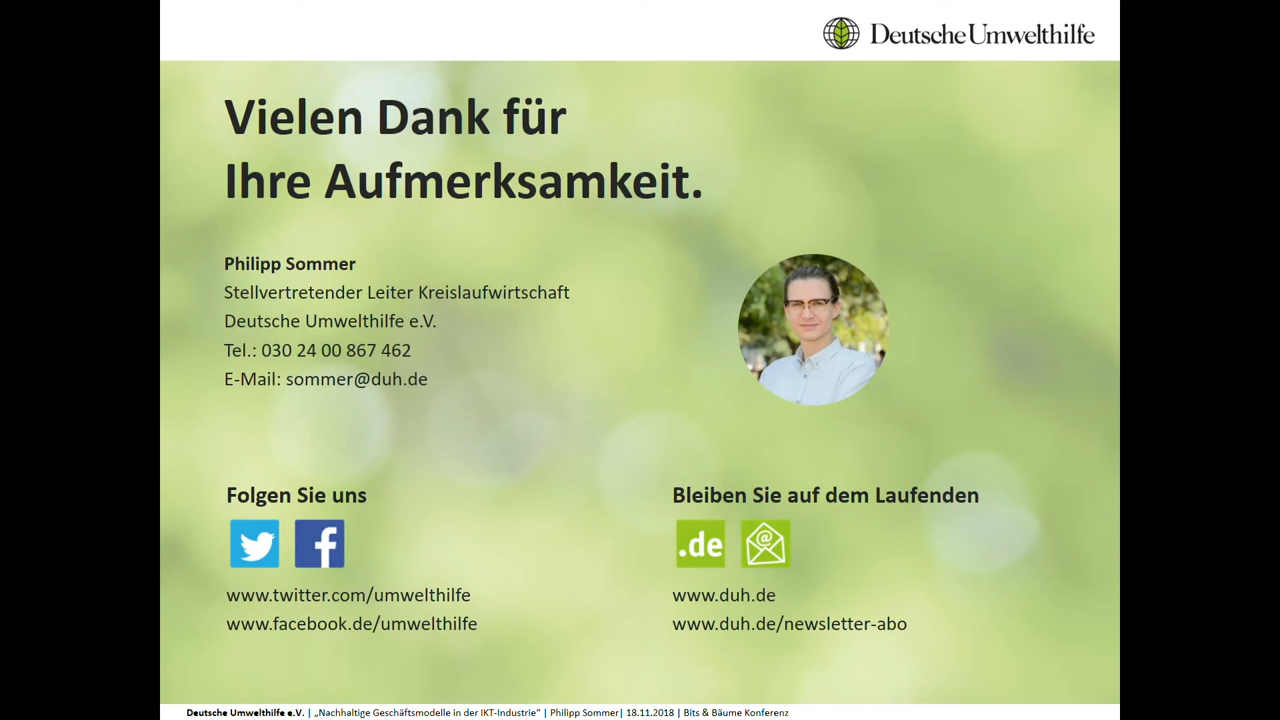 Deutsche Umwelthilfe
Vielen Dank für
Ihre Aufmerksamkeit.
Philipp Sommer
Stellvertretender Leiter Kreislaufwirtschaft
Deutsche Umwelthilfe e.V.
Tel.: 030 24 00 867 462
E-Mail: sommer@duh.de
Folgen Sie uns
www.twitter.com/umwelthilfe
www.facebook.de/umwelthilfe
Bleiben Sie auf dem Laufenden
.de @
www.duh.de
www.duh.de/newsletter-abo
Deutsche Umwelthilfe e.V. | „Nachhaltige Geschäftsmodelle in der IKT-Industrie“ | Philipp Sommer| 18.11.2018 | Bits & Bäume Konferenz